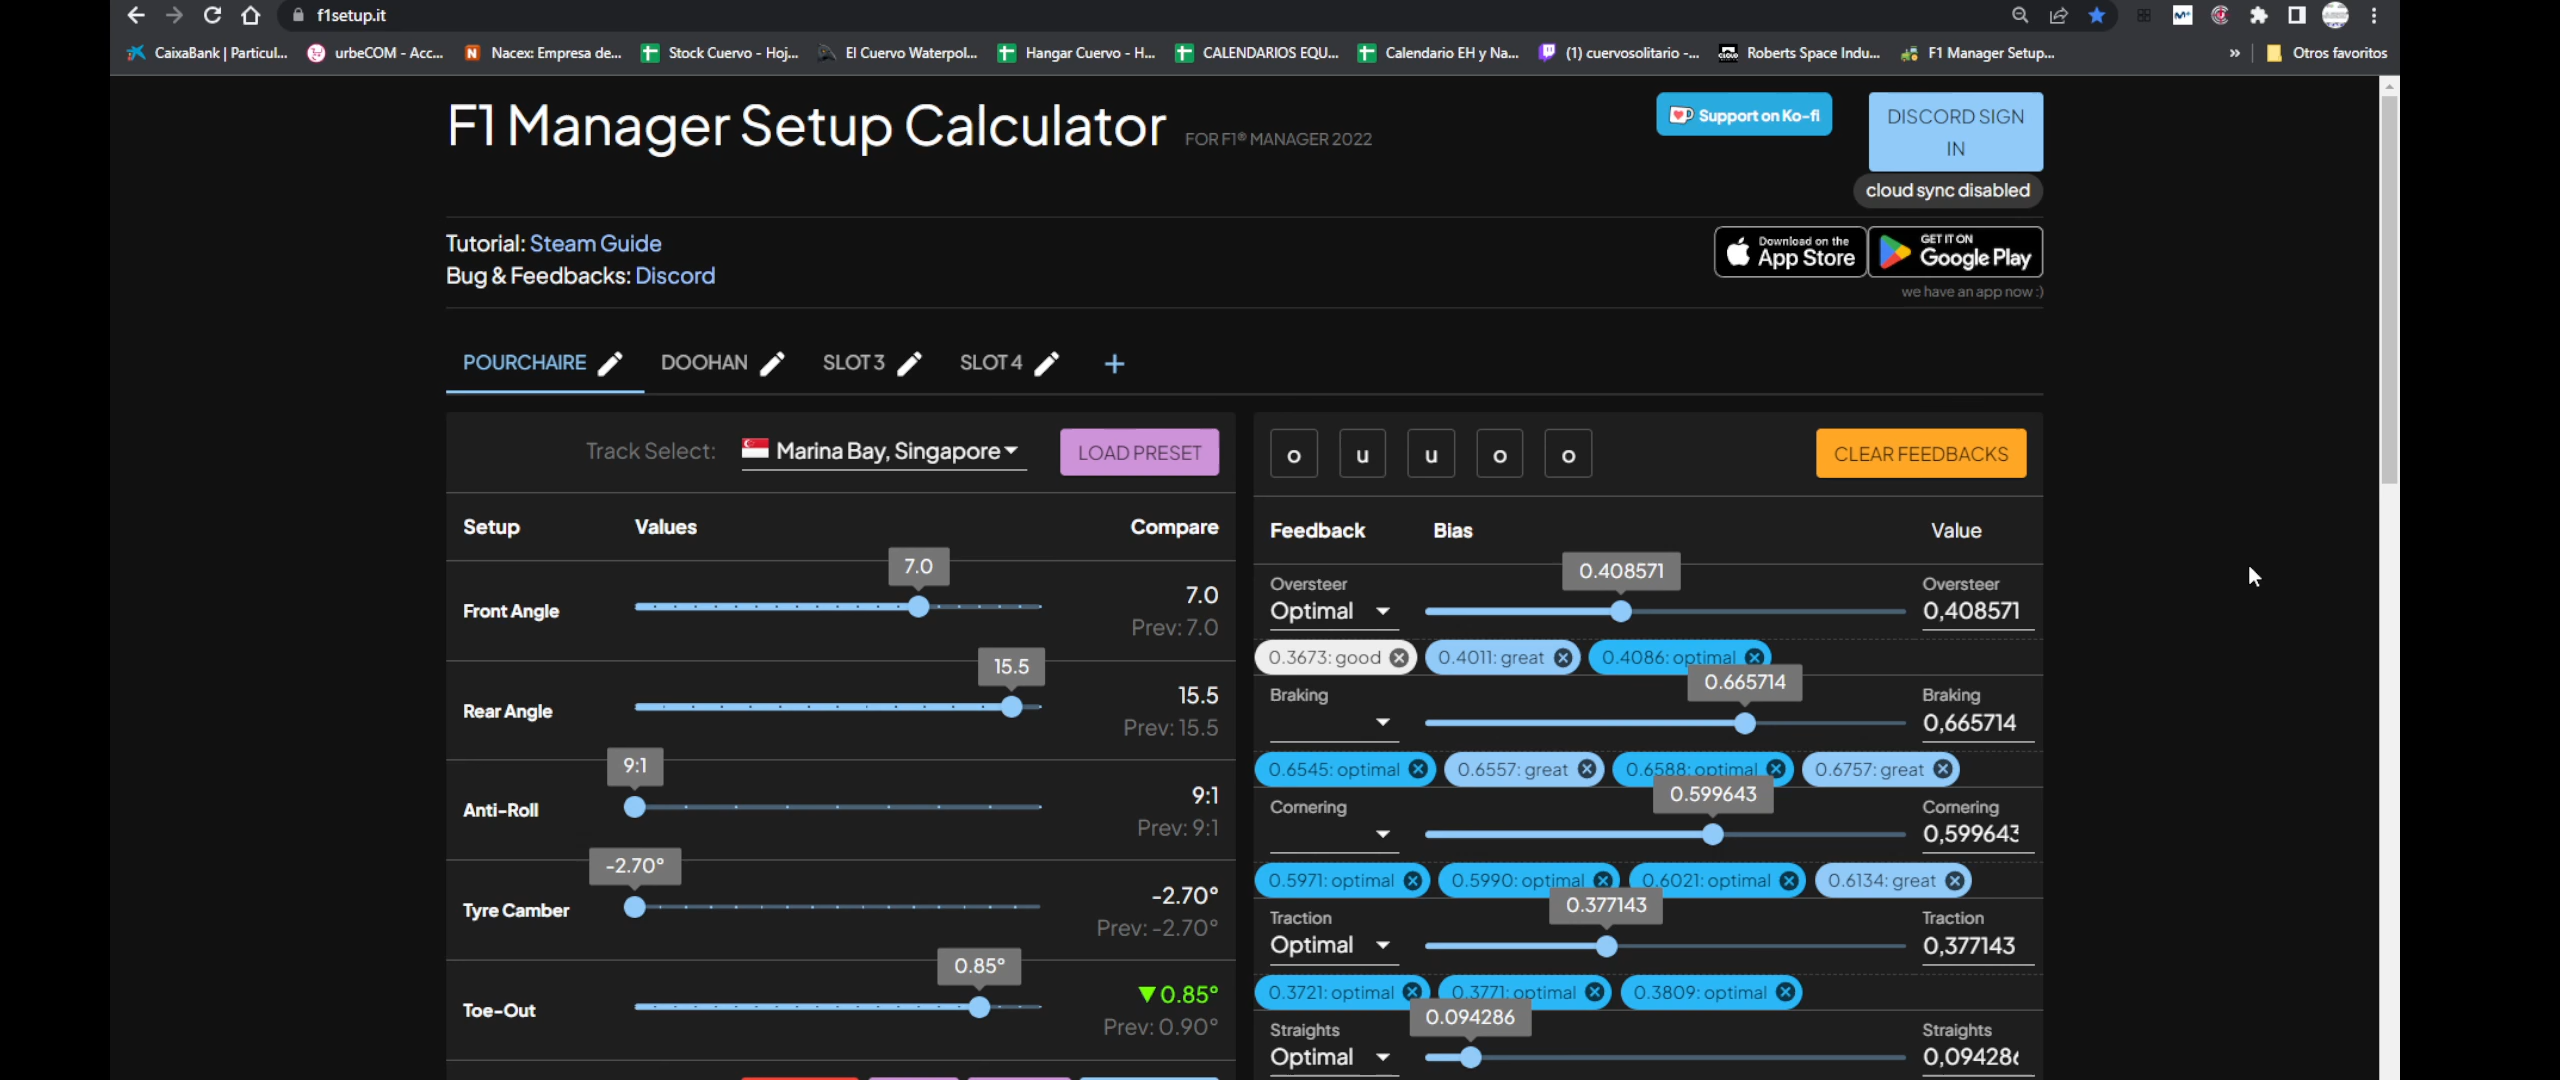 f1setup.it
CaixaBank | Particul...
urbeCOM - Acc...
Nacex: Empresa de...
Stock Cuervo - Hoj...
El Cuervo Waterpol...
Hangar Cuervo - H...
CALENDARIOS EQU...
Calendario EH y Na...
(1) cuervosolitario -...
Roberts Space Indu...
F1 Manager Setup...
»
Otros favoritos
F1 Manager Setup Calculator FOR F1® MANAGER 2022
Support on Ko-fi
DISCORD SIGN
IN
cloud sync disabled
Tutorial: Steam Guide
Bug & Feedbacks: Discord
Download on the
App Store
GET IT ON
Google Play
we have an app now :)
POURCHAIRE
DOOHAN
SLOT 3
SLOT 4
+
Track Select: Marina Bay, Singapore
LOAD PRESET
Setup Values Compare
7.0
Front Angle
7.0
Prev: 7.0
15.5
Rear Angle
15.5
Prev: 15.5
9:1
Anti-Roll
9:1
Prev: 9:1
-2.70°
Tyre Camber
-2.70°
Prev: -2.70°
0.85°
Toe-Out
▼0.85°
Prev: 0.90°
o u u o o
CLEAR FEEDBACKS
Feedback Bias Value
0.408571
Oversteer
Optimal
Oversteer
0,408571
0.3673: good
0.4011: great
0.4086: optimal
0.665714
Braking
Braking
0,665714
0.6545: optimal
0.6557: great
0.6588: optimal
0.6757: great
0.599643
Cornering
Cornering
0,599643
0.5971: optimal
0.5990: optimal
0.6021: optimal
0.6134: great
0.377143
Traction
Optimal
Traction
0,377143
0.3721: optimal
0.3771: optimal
0.3809: optimal
0.094286
Straights
Optimal
Straights
0,094286